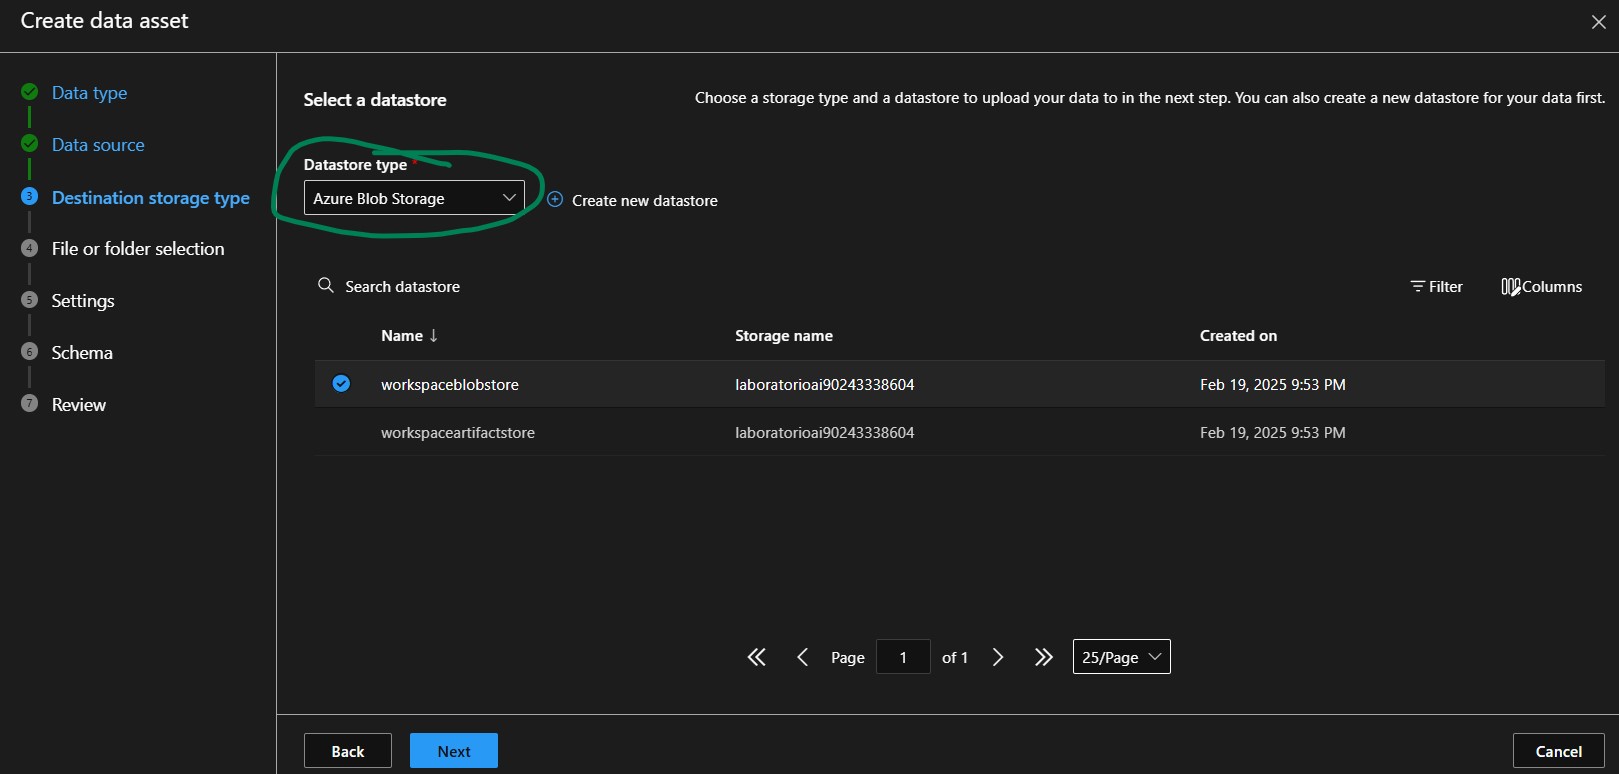 Create data asset
Data type
Data source
3 Destination storage type
4 File or folder selection
5 Settings
6 Schema
7 Review
Select a datastore
Choose a storage type and a datastore to upload your data to in the next step. You can also create a new datastore for your data first.
Datastore type *
Azure Blob Storage
Create new datastore
Search datastore
Filter
Columns
Name ↓ Storage name Created on
workspaceblobstore laboratorioai90243338604 Feb 19, 2025 9:53 PM
workspaceartifactstore laboratorioai90243338604 Feb 19, 2025 9:53 PM
Page 1 of 1 25/Page
Back
Next
Cancel